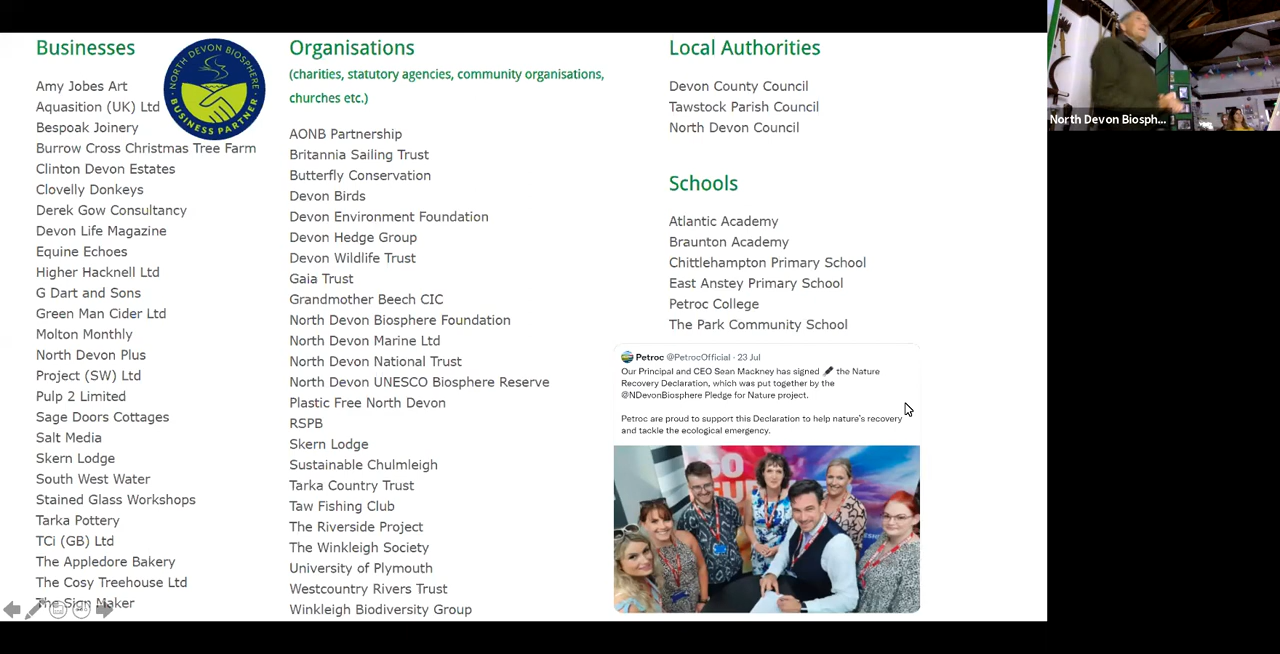 Businesses
Amy Jobes Art
Aquasition (UK) Ltd
Bespoak Joinery
Burrow Cross Christmas Tree Farm
Clinton Devon Estates
Clovelly Donkeys
Derek Gow Consultancy
Devon Life Magazine
Equine Echoes
Higher Hacknell Ltd
G Dart and Sons
Green Man Cider Ltd
Molton Monthly
North Devon Plus
Project (SW) Ltd
Pulp 2 Limited
Sage Doors Cottages
Salt Media
Skern Lodge
South West Water
Stained Glass Workshops
Tarka Pottery
TCi (GB) Ltd
The Appledore Bakery
The Cosy Treehouse Ltd
The Sign Maker
NORTH DEVON BIOSPHERE
BUSINESS PARTNER
Organisations
(charities, statutory agencies, community organisations,
churches etc.)
AONB Partnership
Britannia Sailing Trust
Butterfly Conservation
Devon Birds
Devon Environment Foundation
Devon Hedge Group
Devon Wildlife Trust
Gaia Trust
Grandmother Beech CIC
North Devon Biosphere Foundation
North Devon Marine Ltd
North Devon National Trust
North Devon UNESCO Biosphere Reserve
Plastic Free North Devon
RSPB
Skern Lodge
Sustainable Chulmleigh
Tarka Country Trust
Taw Fishing Club
The Riverside Project
The Winkleigh Society
University of Plymouth
Westcountry Rivers Trust
Winkleigh Biodiversity Group
Local Authorities
Devon County Council
Tawstock Parish Council
North Devon Council
Schools
Atlantic Academy
Braunton Academy
Chittlehampton Primary School
East Anstey Primary School
Petroc College
The Park Community School
Petroc @PetrocOfficial · 23 Jul
Our Principal and CEO Sean Mackney has signed 🖋 the Nature
Recovery Declaration, which was put together by the
@NDevonBiosphere Pledge for Nature project.
Petroc are proud to support this Declaration to help nature's recovery
and tackle the ecological emergency.
North Devon Biosph...